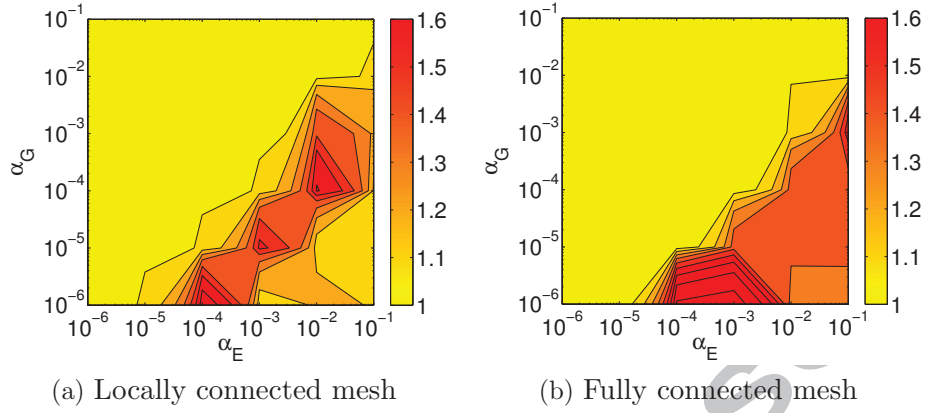 10⁻¹ 10⁻² 10⁻³ 10⁻⁴ 10⁻⁵ 10⁻⁶
α_G
10⁻⁶ 10⁻⁵ 10⁻⁴ 10⁻³ 10⁻² 10⁻¹
α_E
1.6 1.5 1.4 1.3 1.2 1.1 1
(a) Locally connected mesh
10⁻¹ 10⁻² 10⁻³ 10⁻⁴ 10⁻⁵ 10⁻⁶
α_G
10⁻⁶ 10⁻⁵ 10⁻⁴ 10⁻³ 10⁻² 10⁻¹
α_E
1.6 1.5 1.4 1.3 1.2 1.1 1
(b) Fully connected mesh